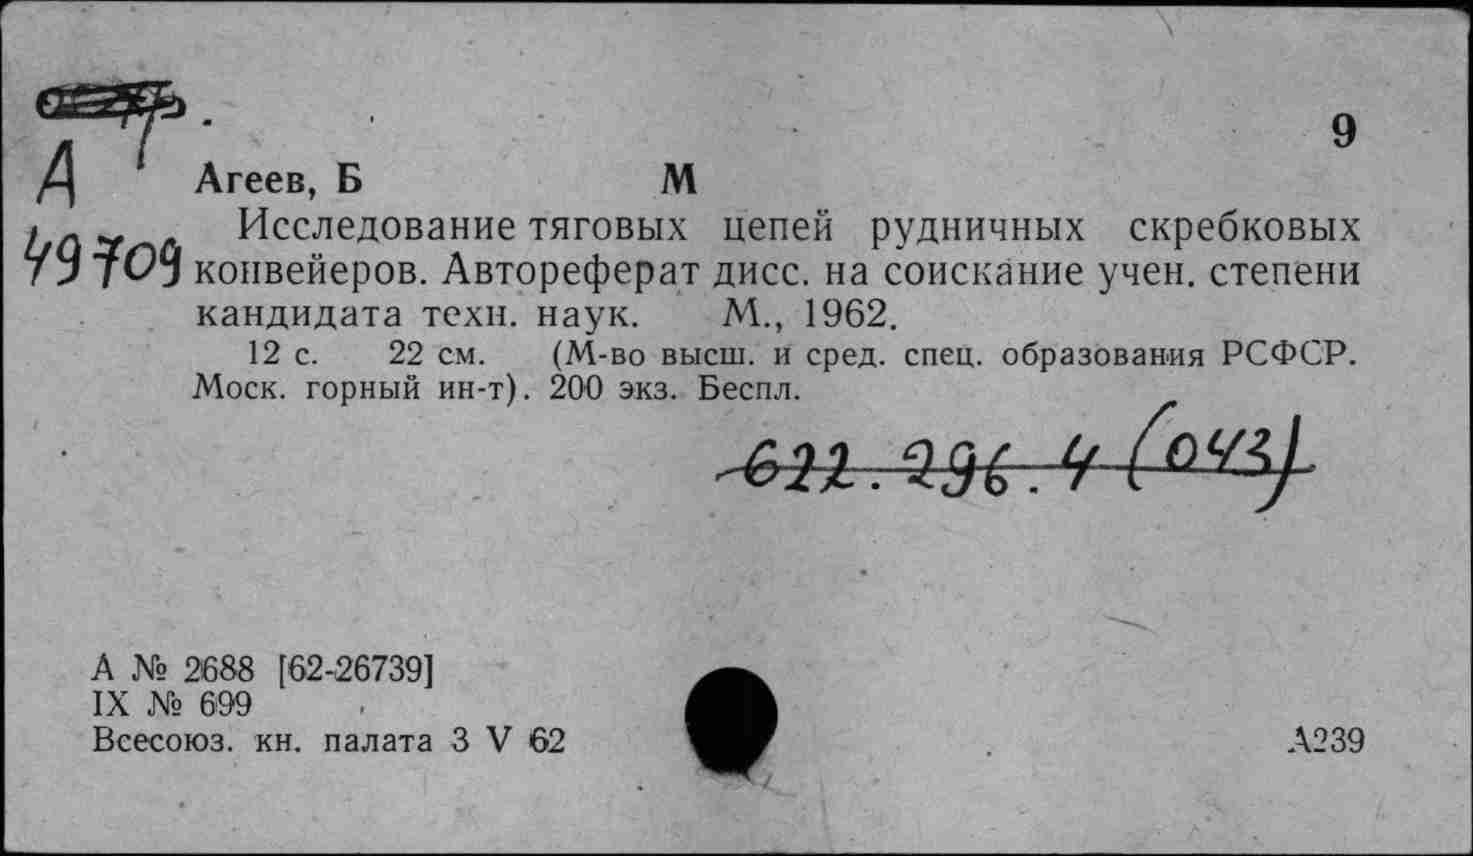 9
А
49709
Агеев, Б М
Исследование тяговых цепей рудничных скребковых
конвейеров. Автореферат дисс. на соискание учен. степени
кандидата техн. наук. М., 1962.
12 с. 22 см. (М-во высш. и сред. спец. образования РСФСР.
Моск. горный ин-т). 200 экз. Беспл.
622.296.4(043)
А № 2688 [62-26739]
IX № 699
Всесоюз. кн. палата 3 V 62
А239